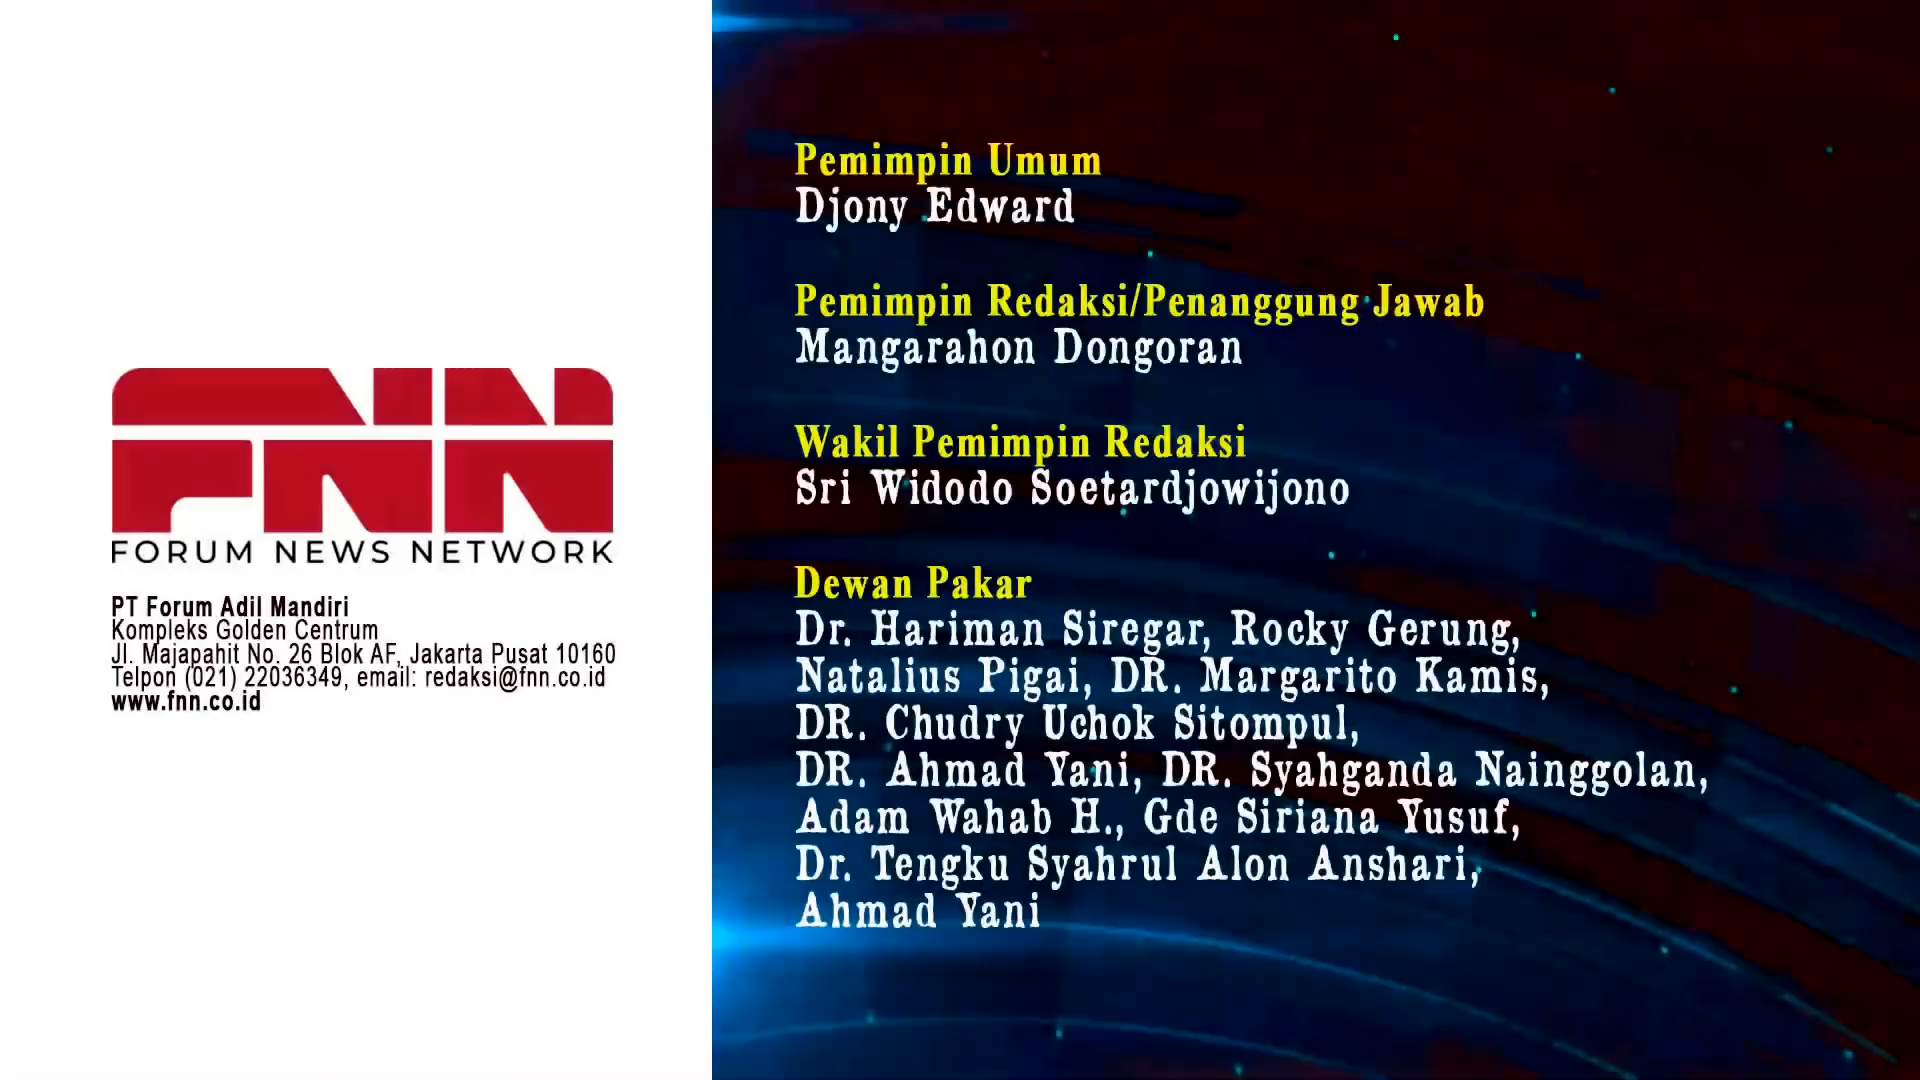 FNN
FORUM NEWS NETWORK
PT Forum Adil Mandiri
Kompleks Golden Centrum
Jl. Majapahit No. 26 Blok AF, Jakarta Pusat 10160
Telpon (021) 22036349, email: redaksi@fnn.co.id
www.fnn.co.id
Pemimpin Umum
Djony Edward
Pemimpin Redaksi/Penanggung Jawab
Mangarahon Dongoran
Wakil Pemimpin Redaksi
Sri Widodo Soetardjowijono
Dewan Pakar
Dr. Hariman Siregar, Rocky Gerung,
Natalius Pigai, DR. Margarito Kamis,
DR. Chudry Uchok Sitompul,
DR. Ahmad Yani, DR. Syahganda Nainggolan,
Adam Wahab H., Gde Siriana Yusuf,
Dr. Tengku Syahrul Alon Anshari,
Ahmad Yani